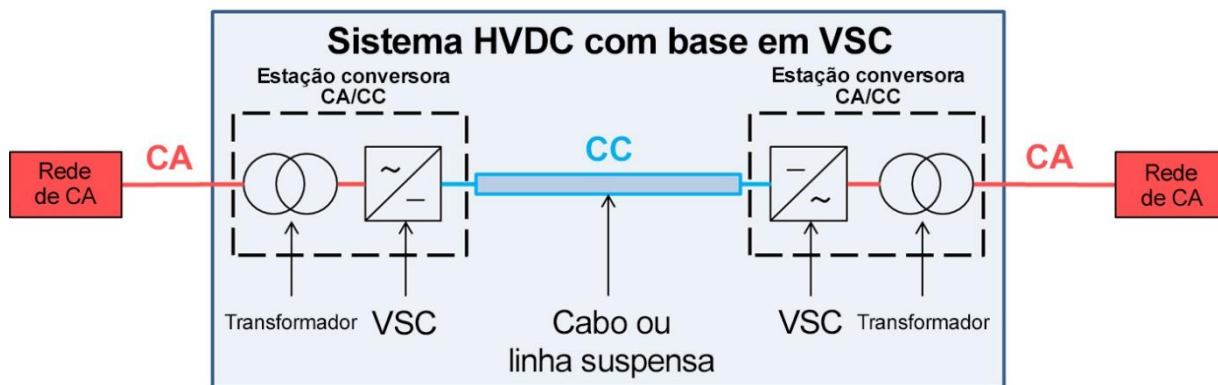 Sistema HVDC com base em VSC
Estação conversora
CA/CC
Estação conversora
CA/CC
Rede
de CA
CA
~
–
CC
–
~
CA
Rede
de CA
Transformador
VSC
Cabo ou
linha suspensa
VSC
Transformador